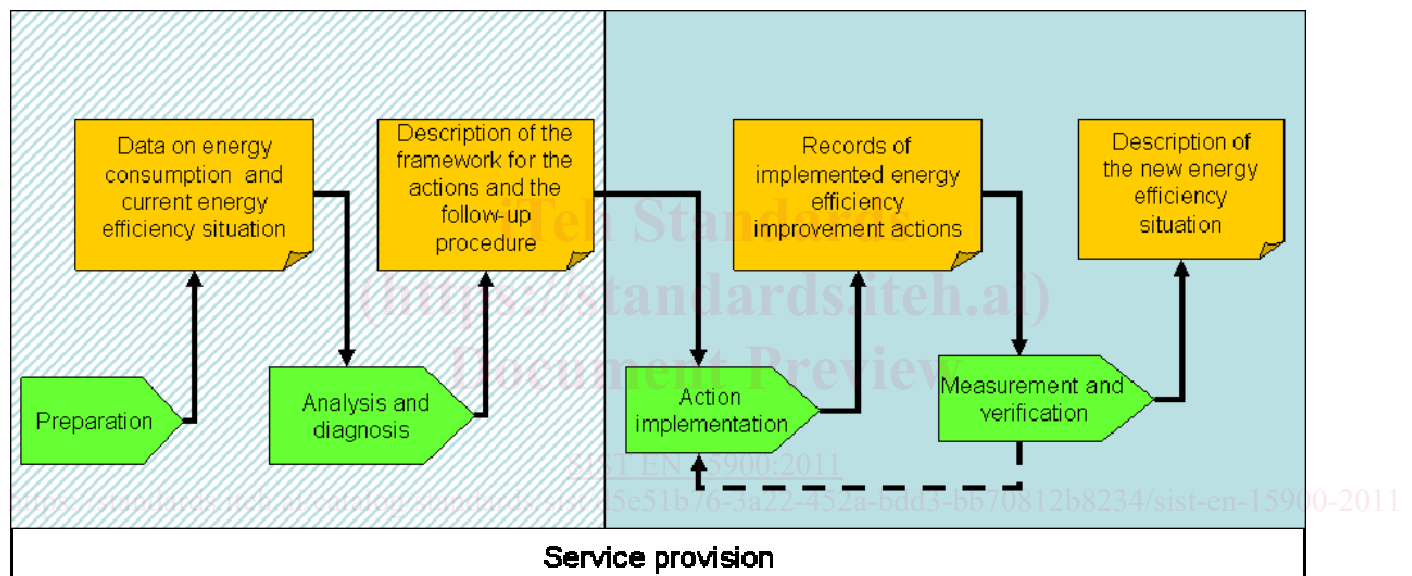 Data on energy
consumption and
current energy
efficiency situation
Description of the
framework for the
actions and the
follow-up
procedure
Records of
implemented energy
efficiency
improvement actions
Description of
the new energy
efficiency
situation
iTeh Standards
(https://standards.iteh.ai)
Document Preview
Preparation
Analysis and
diagnosis
Action
implementation
Measurement and
verification
SIST EN 15900:2011
https://standards.iteh.ai/catalog/standards/sist/d5e51b76-3a22-452a-bdd3-bb70812b8234/sist-en-15900-2011
Service provision